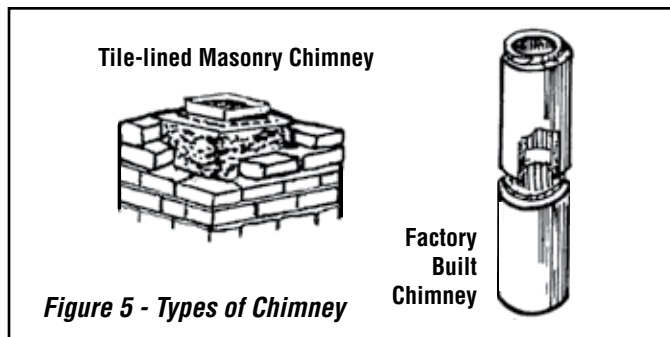 Tile-lined Masonry Chimney
Factory
Built
Chimney
Figure 5 - Types of Chimney